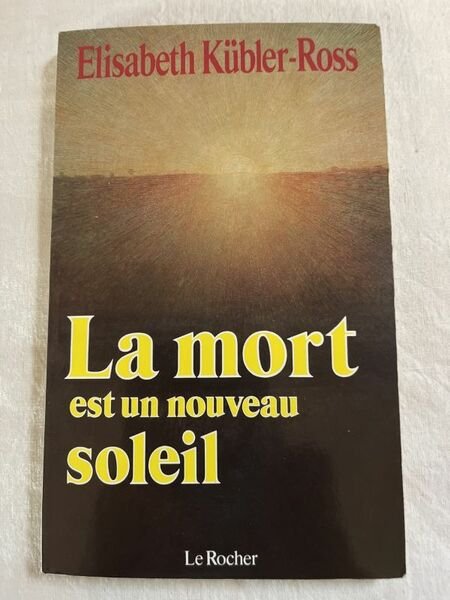 Elisabeth Kübler-Ross
La mort
est un nouveau
soleil
Le Rocher